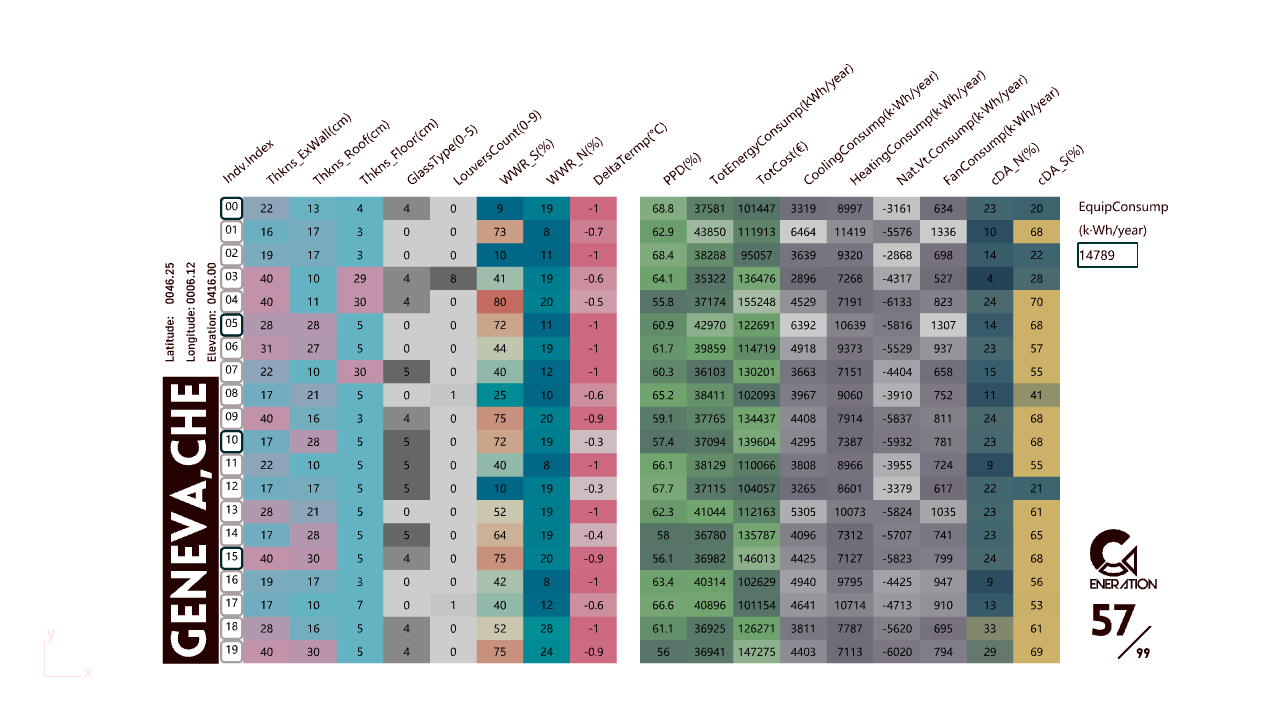 Indv.Index Thkns_ExWall(cm) Thkns_Roof(cm) Thkns_Floor(cm) GlassType(0-5) LouversCount(0-9) WWR_S(%) WWR_N(%) DeltaTermp(°C) PPD(%) TotEnergyConsump(kWh/year) TotCost(€) CoolingConsump(k·Wh/year) HeatingConsump(k·Wh/year) Nat.Vt.Consump(k·Wh/year) FanConsump(k·Wh/year) cDA_N(%) cDA_S(%)
00 22 13 4 4 0 9 19 -1 68.8 37581 101447 3319 8997 -3161 634 23 20
01 16 17 3 0 0 73 8 -0.7 62.9 43850 111913 6464 11419 -5576 1336 10 68
02 19 17 3 0 0 10 11 -1 68.4 38288 95057 3639 9320 -2868 698 14 22
03 40 10 29 4 8 41 19 -0.6 64.1 35322 136476 2896 7268 -4317 527 4 28
04 40 11 30 4 0 80 20 -0.5 55.8 37174 155248 4529 7191 -6133 823 24 70
05 28 28 5 0 0 72 11 -1 60.9 42970 122691 6392 10639 -5816 1307 14 68
06 31 27 5 0 0 44 19 -1 61.7 39859 114719 4918 9373 -5529 937 23 57
07 22 10 30 5 0 40 12 -1 60.3 36103 130201 3663 7151 -4404 658 15 55
08 17 21 5 0 1 25 10 -0.6 65.2 38411 102093 3967 9060 -3910 752 11 41
09 40 16 3 4 0 75 20 -0.9 59.1 37765 134437 4408 7914 -5837 811 24 68
10 17 28 5 5 0 72 19 -0.3 57.4 37094 139604 4295 7387 -5932 781 23 68
11 22 10 5 5 0 40 8 -1 66.1 38129 110066 3808 8966 -3955 724 9 55
12 17 17 5 5 0 10 19 -0.3 67.7 37115 104057 3265 8601 -3379 617 22 21
13 28 21 5 0 0 52 19 -1 62.3 41044 112163 5305 10073 -5824 1035 23 61
14 17 28 5 5 0 64 19 -0.4 58 36780 135787 4096 7312 -5707 741 23 65
15 40 30 5 4 0 75 20 -0.9 56.1 36982 146013 4425 7127 -5823 799 24 68
16 19 17 3 0 0 42 8 -1 63.4 40314 102629 4940 9795 -4425 947 9 56
17 17 10 7 0 1 40 12 -0.6 66.6 40896 101154 4641 10714 -4713 910 13 53
18 28 16 5 4 0 52 28 -1 61.1 36925 126271 3811 7787 -5620 695 33 61
19 40 30 5 4 0 75 24 -0.9 56 36941 147275 4403 7113 -6020 794 29 69
Latitude: 0046.25
Longitude: 0006.12
Elevation: 0416.00
GENEVA,CHE
EquipConsump
(k·Wh/year)
14789
GENERATION
57/99
y
x